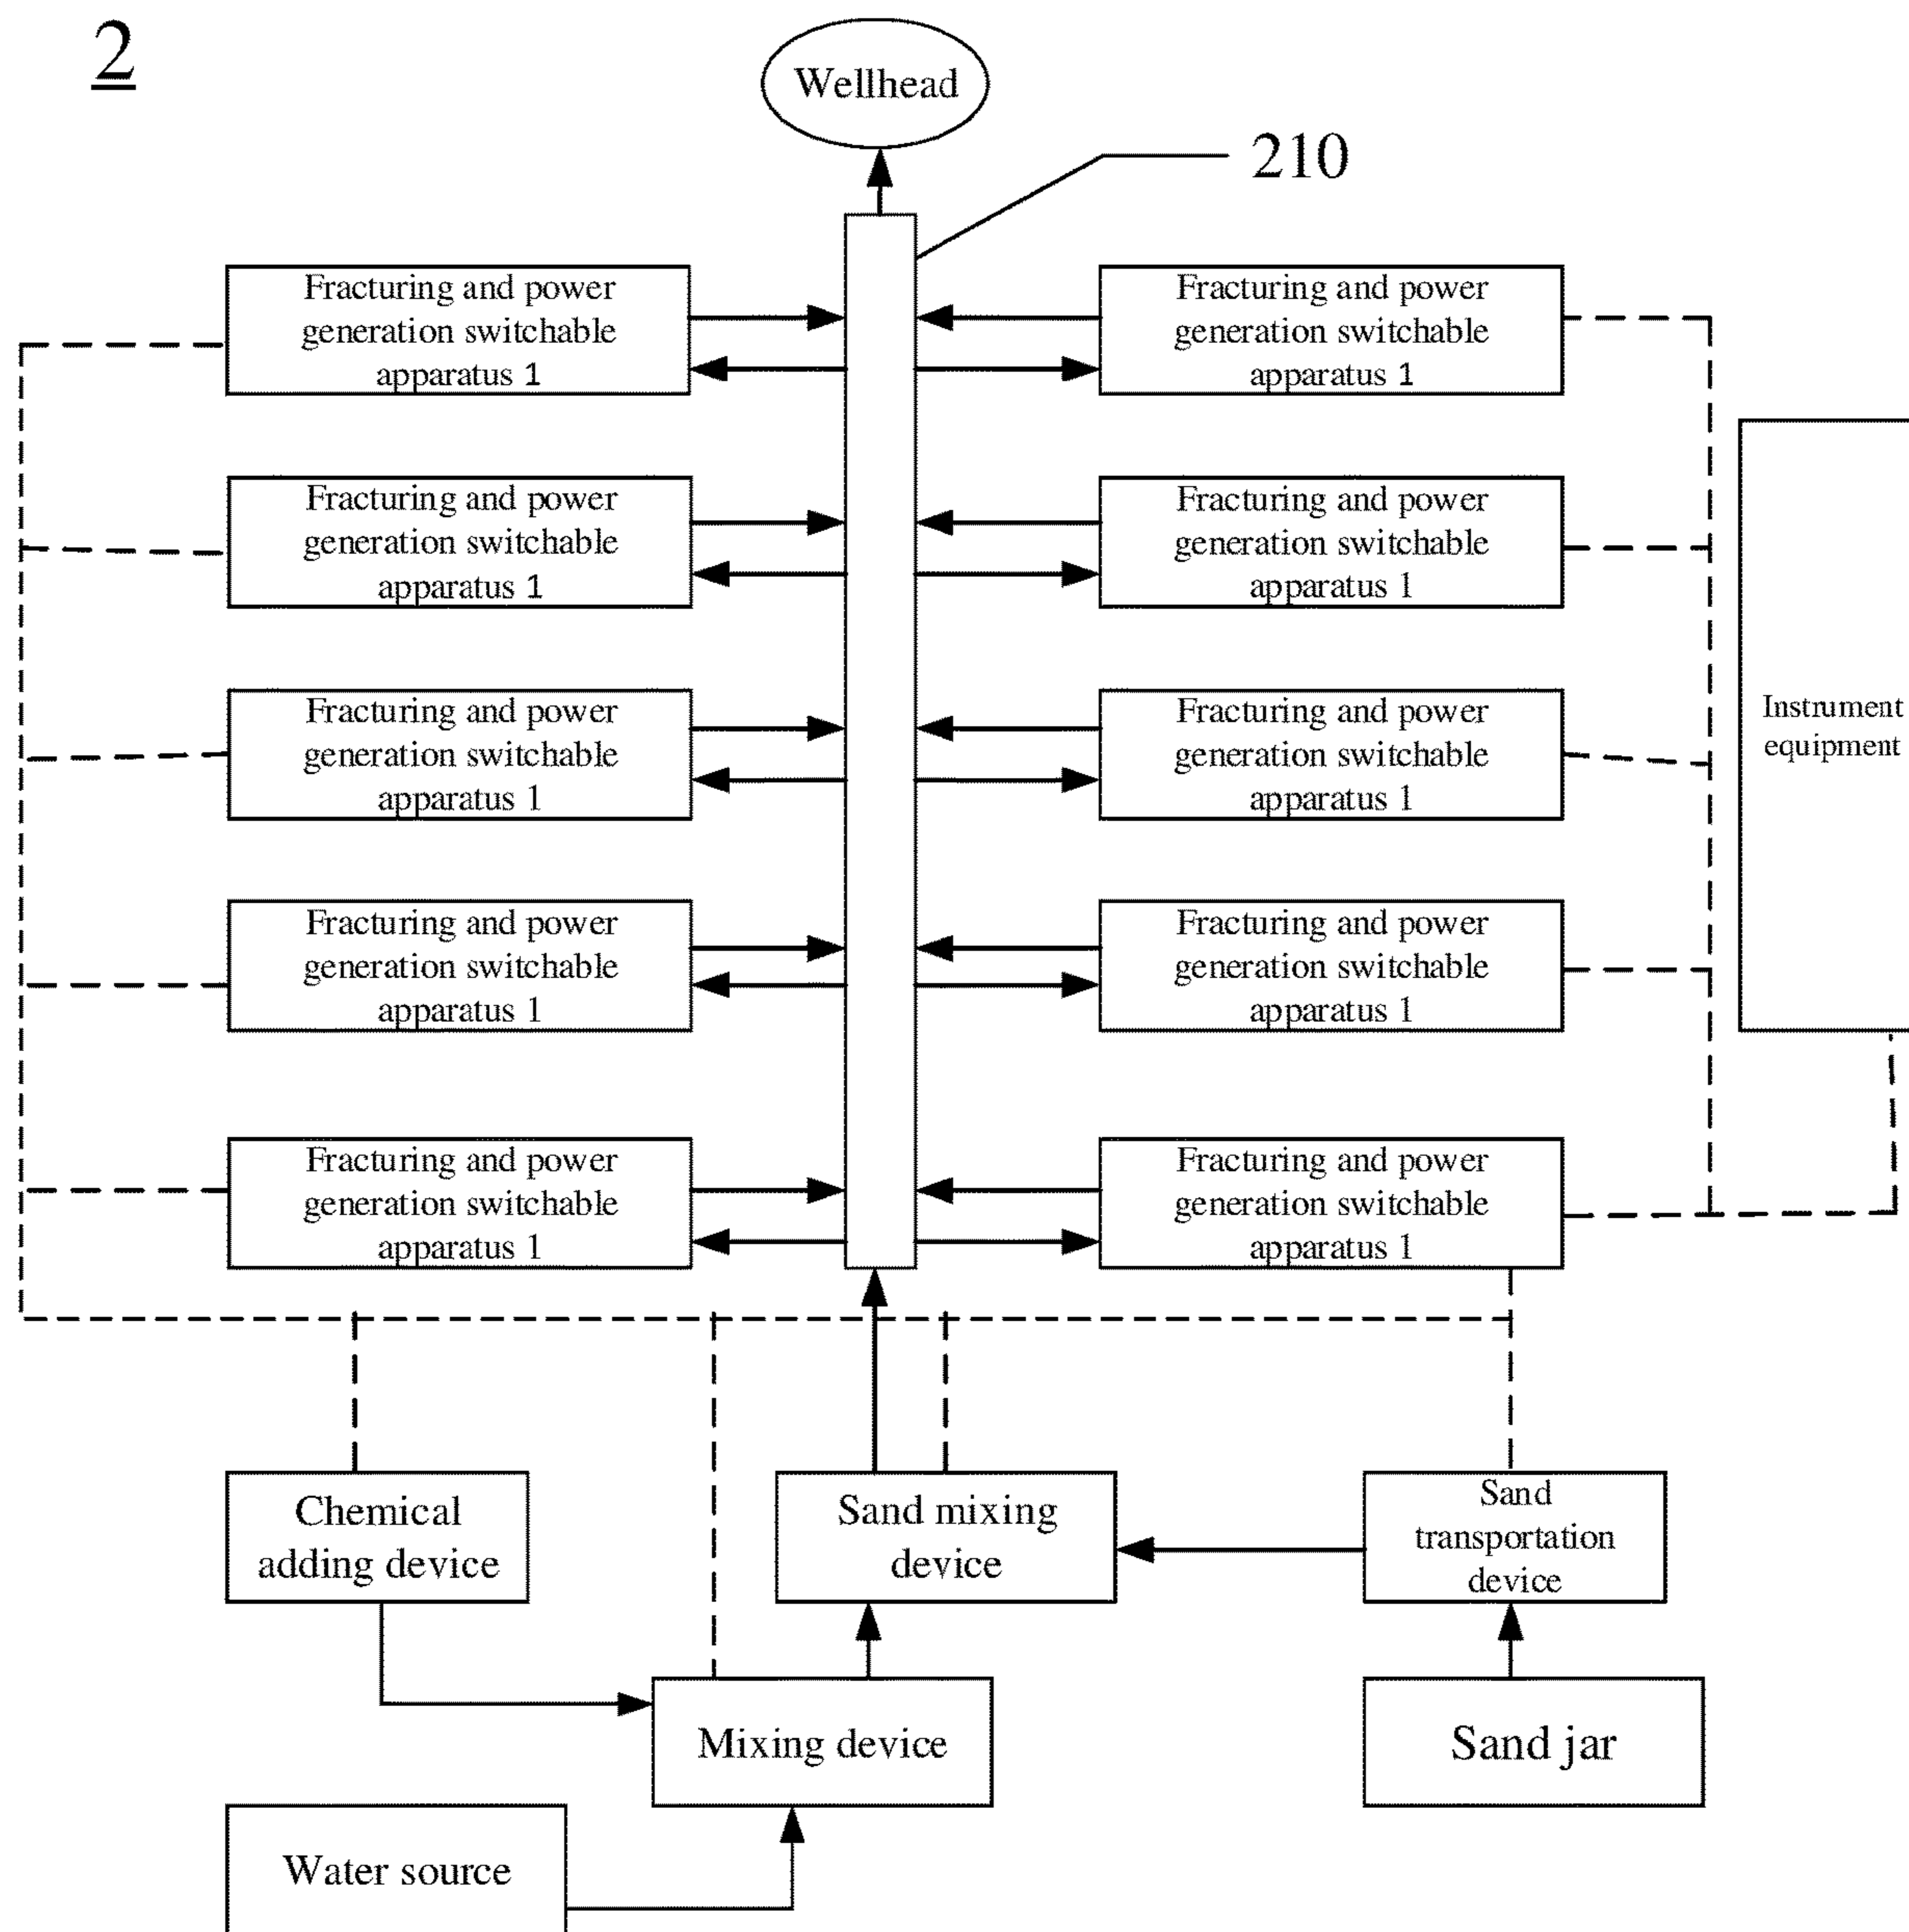 2
Wellhead
210
Fracturing and power
generation switchable
apparatus 1
Fracturing and power
generation switchable
apparatus 1
Fracturing and power
generation switchable
apparatus 1
Fracturing and power
generation switchable
apparatus 1
Instrument
equipment
Fracturing and power
generation switchable
apparatus 1
Fracturing and power
generation switchable
apparatus 1
Fracturing and power
generation switchable
apparatus 1
Fracturing and power
generation switchable
apparatus 1
Fracturing and power
generation switchable
apparatus 1
Fracturing and power
generation switchable
apparatus 1
Chemical
adding device
Sand mixing
device
Sand
transportation
device
Mixing device
Sand jar
Water source